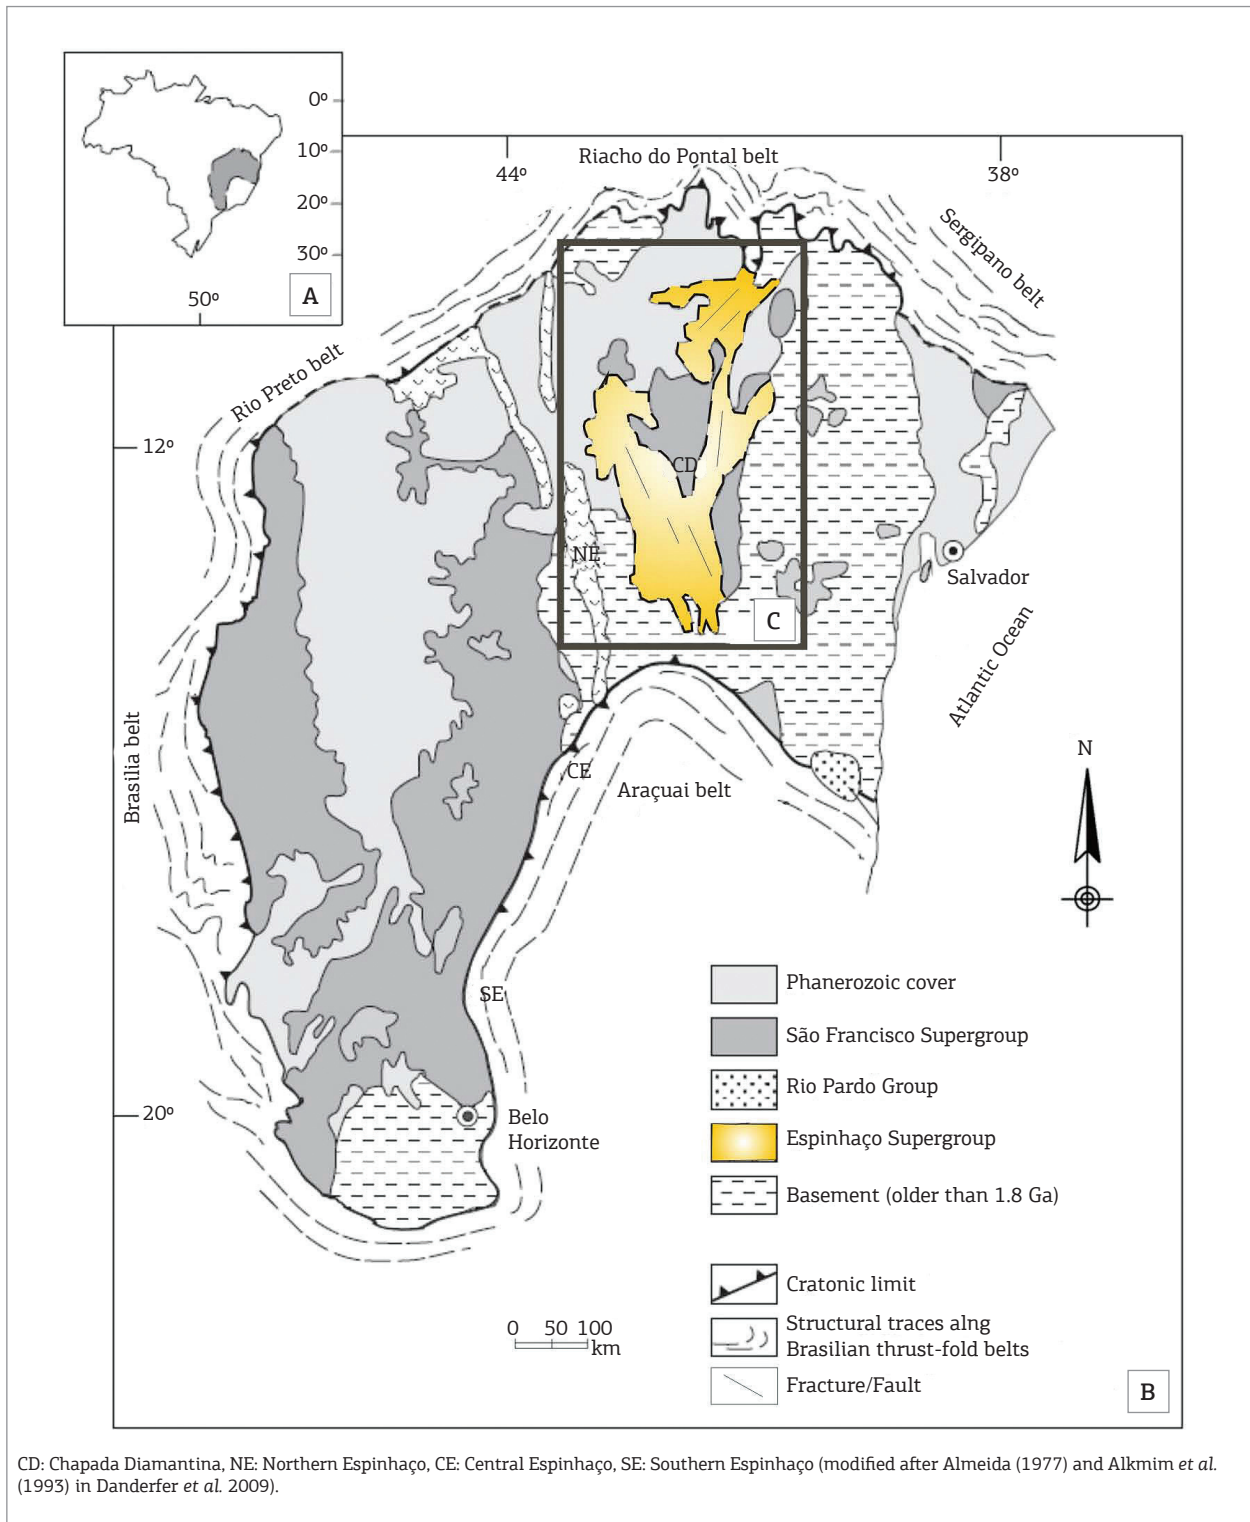 0º
10º
20º
30º
50º
A
Riacho do Pontal belt
44º
38º
Sergipano belt
Rio Preto belt
12º
CD
NE
C
Salvador
Atlantic Ocean
Brasilia belt
CE
Araçuai belt
N
SE
20º
Belo
Horizonte
Phanerozoic cover
São Francisco Supergroup
Rio Pardo Group
Espinhaço Supergroup
Basement (older than 1.8 Ga)
Cratonic limit
Structural traces alng
Brasilian thrust-fold belts
Fracture/Fault
0 50 100
km
B
CD: Chapada Diamantina, NE: Northern Espinhaço, CE: Central Espinhaço, SE: Southern Espinhaço (modified after Almeida (1977) and Alkmim et al.
(1993) in Danderfer et al. 2009).